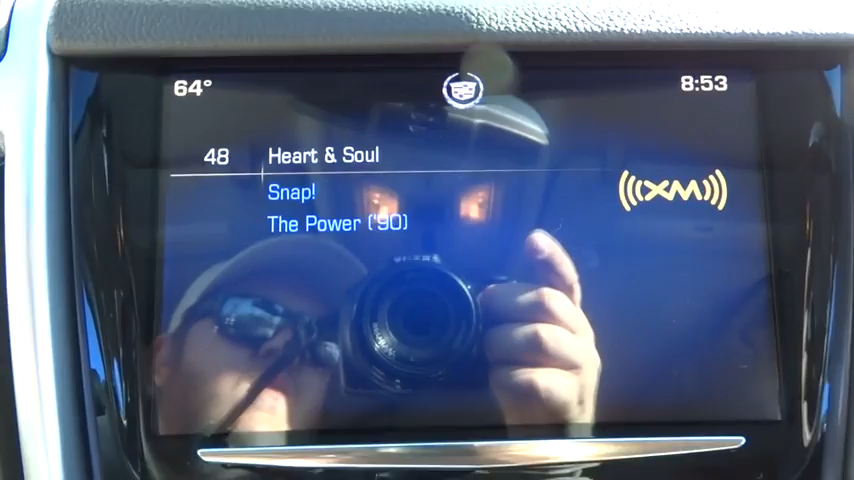 64°
8:53
48 Heart & Soul
Snap!
The Power ('90)
((XM))